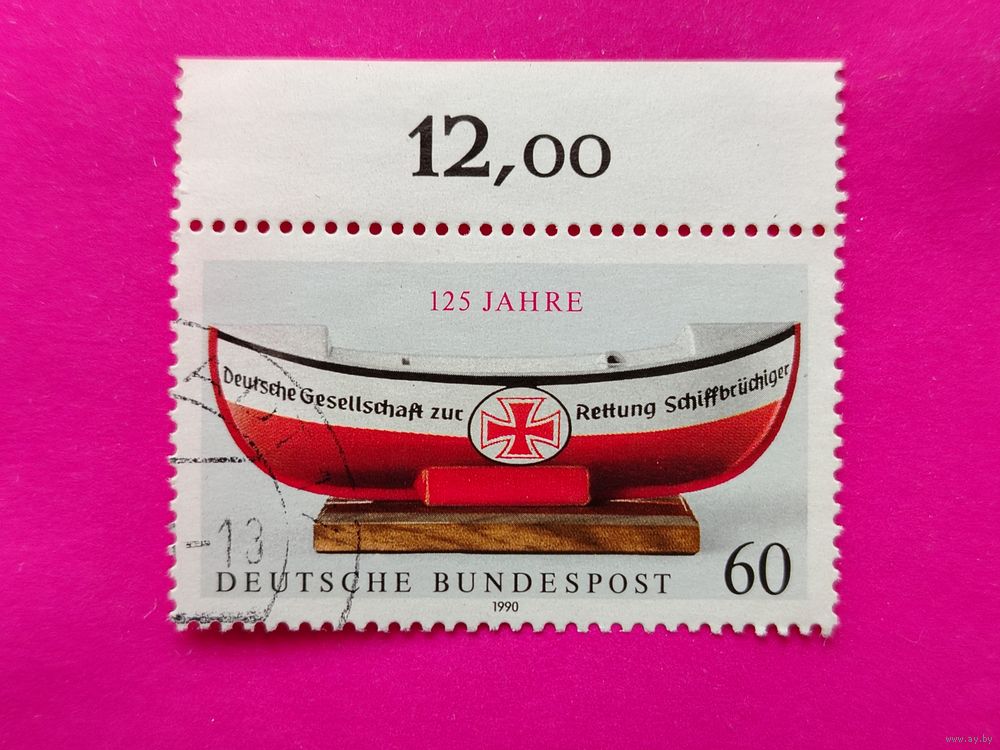 12,00
125 JAHRE
Deutsche Gesellschaft zur Rettung Schiffbrüchiger
-13
DEUTSCHE BUNDESPOST 60
1990
www.ay.by